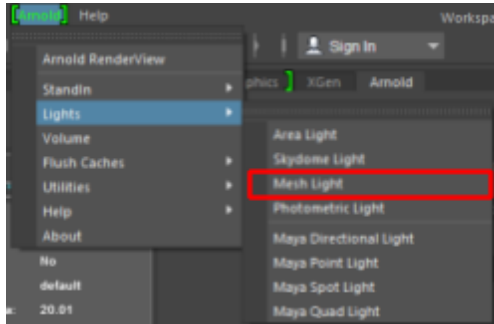 [Arnold] Help
Workspa
Sign In
Arnold RenderView
StandIn
Lights
Volume
Flush Caches
Utilities
Help
About
phics ] XGen Arnold
Area Light
Skydome Light
Mesh Light
Photometric Light
Maya Directional Light
Maya Point Light
Maya Spot Light
Maya Quad Light
No
default
20.01